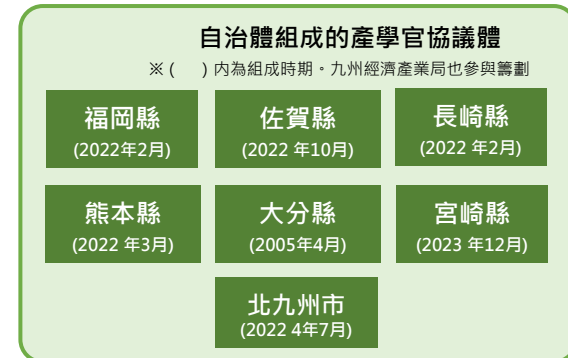 自治體組成的產學官協議體
※（　）内為組成時期。九州經濟產業局也參與籌劃
福岡縣
(2022年2月)
佐賀縣
(2022 年10月)
長崎縣
(2022 年2月)
熊本縣
(2022 年3月)
大分縣
(2005年4月)
宮崎縣
(2023 年12月)
北九州市
(2022 4年7月)